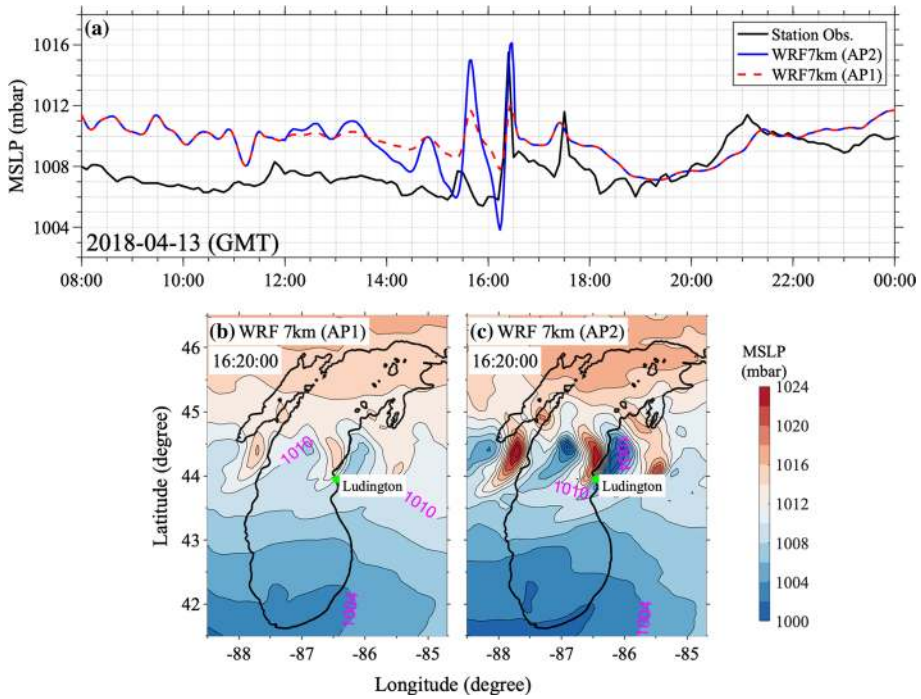 (a)
Station Obs.
WRF7km (AP2)
WRF7km (AP1)
MSLP (mbar)
1016
1012
1008
1004
2018-04-13 (GMT)
08:00 10:00 12:00 14:00 16:00 18:00 20:00 22:00 00:00
(b) WRF 7km (AP1)
16:20:00
1010
Ludington
1010
1004
(c) WRF 7km (AP2)
16:20:00
1010
Ludington
1004
Latitude (degree)
46
45
44
43
42
-88 -87 -86 -85
-88 -87 -86 -85
Longitude (degree)
MSLP
(mbar)
1024
1020
1016
1012
1008
1004
1000